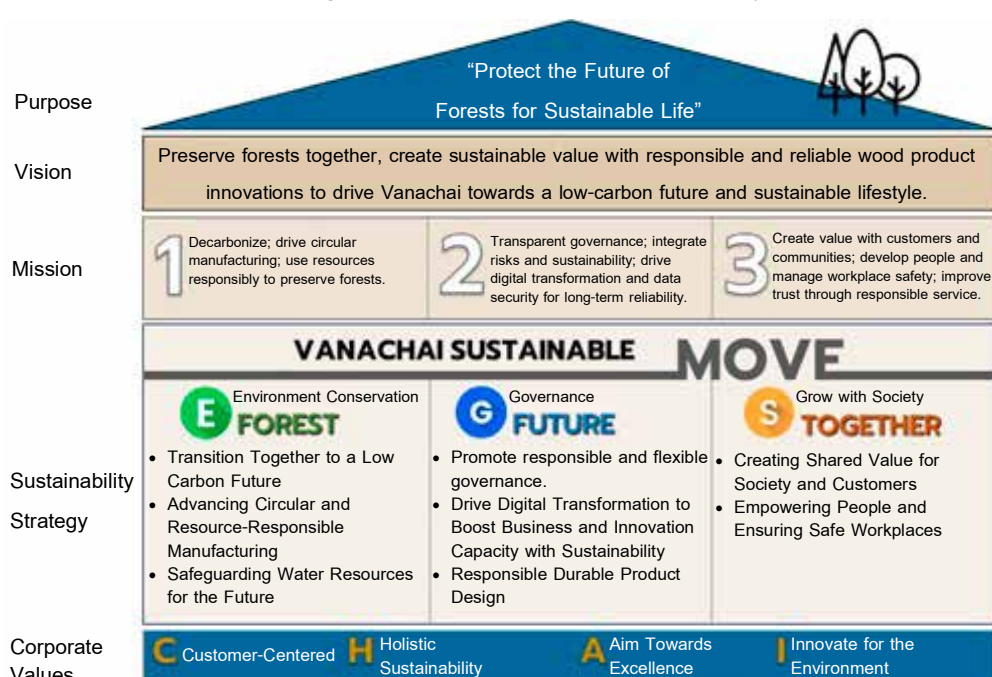 Purpose
“Protect the Future of
Forests for Sustainable Life”
Vision
Preserve forests together, create sustainable value with responsible and reliable wood product
innovations to drive Vanachai towards a low-carbon future and sustainable lifestyle.
Mission
1
Decarbonize; drive circular
manufacturing; use resources
responsibly to preserve forests.
2
Transparent governance; integrate
risks and sustainability; drive
digital transformation and data
security for long-term reliability.
3
Create value with customers and
communities; develop people and
manage workplace safety; improve
trust through responsible service.
VANACHAI SUSTAINABLE MOVE
Sustainability
Strategy
E Environment Conservation
FOREST
• Transition Together to a Low
Carbon Future
• Advancing Circular and
Resource-Responsible
Manufacturing
• Safeguarding Water Resources
for the Future
G Governance
FUTURE
• Promote responsible and flexible
governance.
• Drive Digital Transformation to
Boost Business and Innovation
Capacity with Sustainability
• Responsible Durable Product
Design
S Grow with Society
TOGETHER
• Creating Shared Value for
Society and Customers
• Empowering People and
Ensuring Safe Workplaces
Corporate
Values
C Customer-Centered
H Holistic
Sustainability
A Aim Towards
Excellence
I Innovate for the
Environment